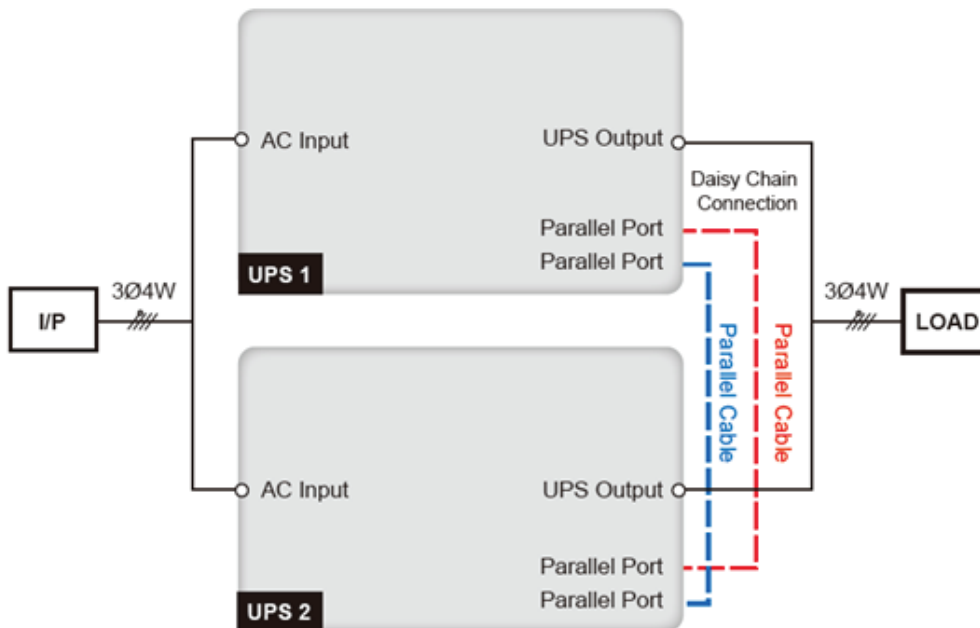 AC Input
UPS Output
Daisy Chain
Connection
Parallel Port
Parallel Port
UPS 1
3Ø4W
I/P
3Ø4W
LOAD
Parallel Cable
Parallel Cable
AC Input
UPS Output
Parallel Port
Parallel Port
UPS 2